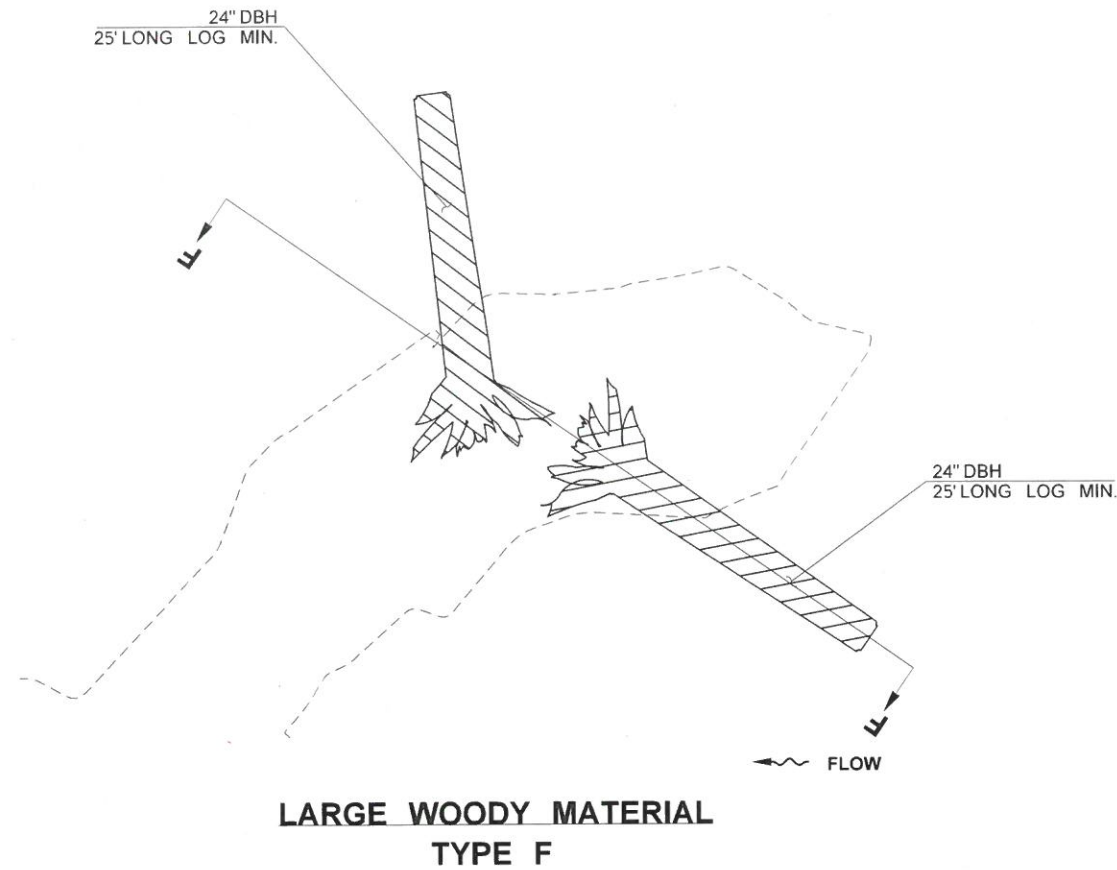 24" DBH
25' LONG LOG MIN.
F
24" DBH
25' LONG LOG MIN.
F
FLOW
LARGE WOODY MATERIAL
TYPE F